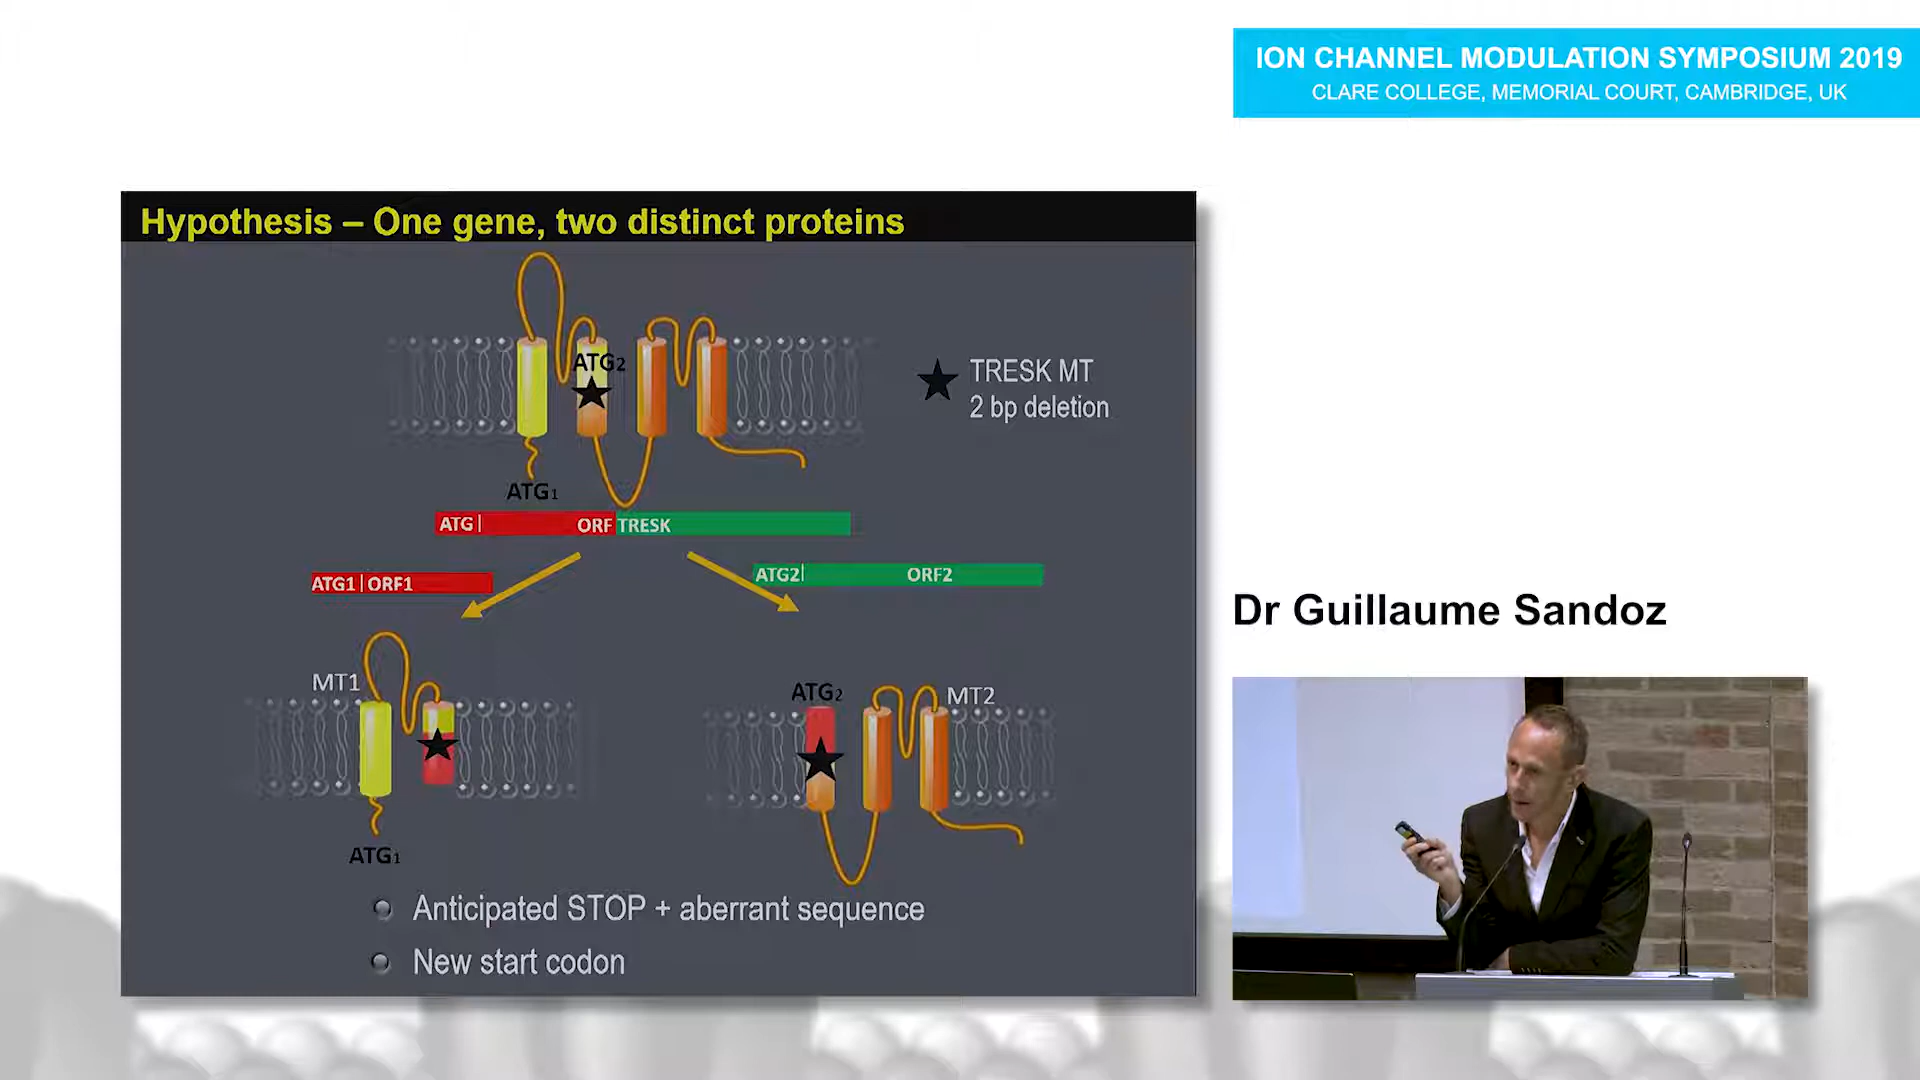 ION CHANNEL MODULATION SYMPOSIUM 2019
CLARE COLLEGE, MEMORIAL COURT, CAMBRIDGE, UK
Hypothesis – One gene, two distinct proteins
ATG2
TRESK MT
2 bp deletion
ATG1
ATG| ORF TRESK
ATG1|ORF1
ATG2| ORF2
Dr Guillaume Sandoz
MT1
ATG2
MT2
ATG1
Anticipated STOP + aberrant sequence
New start codon